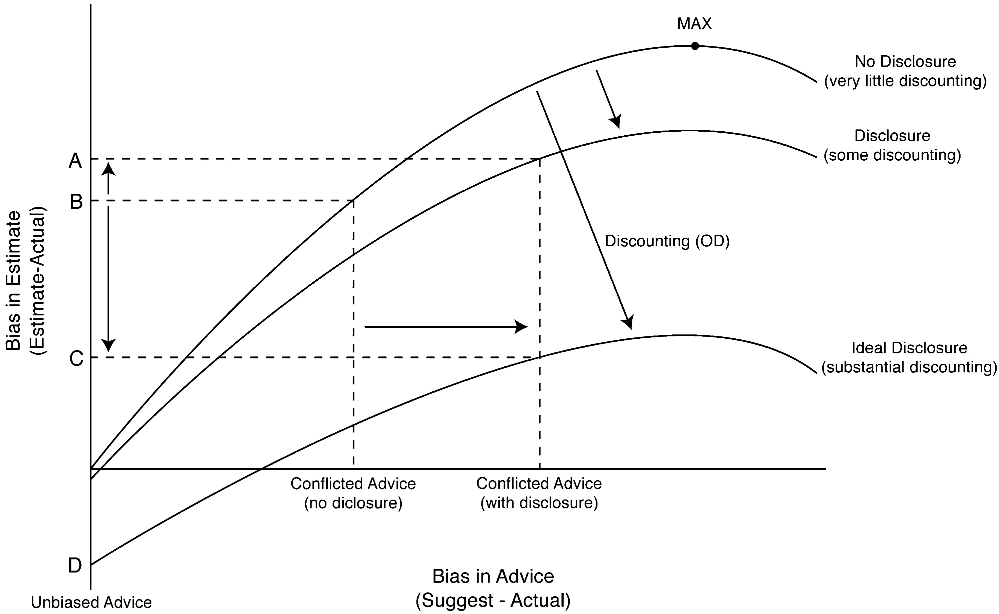 MAX
No Disclosure
(very little discounting)
Disclosure
(some discounting)
A
B
Bias in Estimate
(Estimate-Actual)
Discounting (OD)
C
Ideal Disclosure
(substantial discounting)
Conflicted Advice
(no diclosure)
Conflicted Advice
(with disclosure)
D
Bias in Advice
(Suggest - Actual)
Unbiased Advice